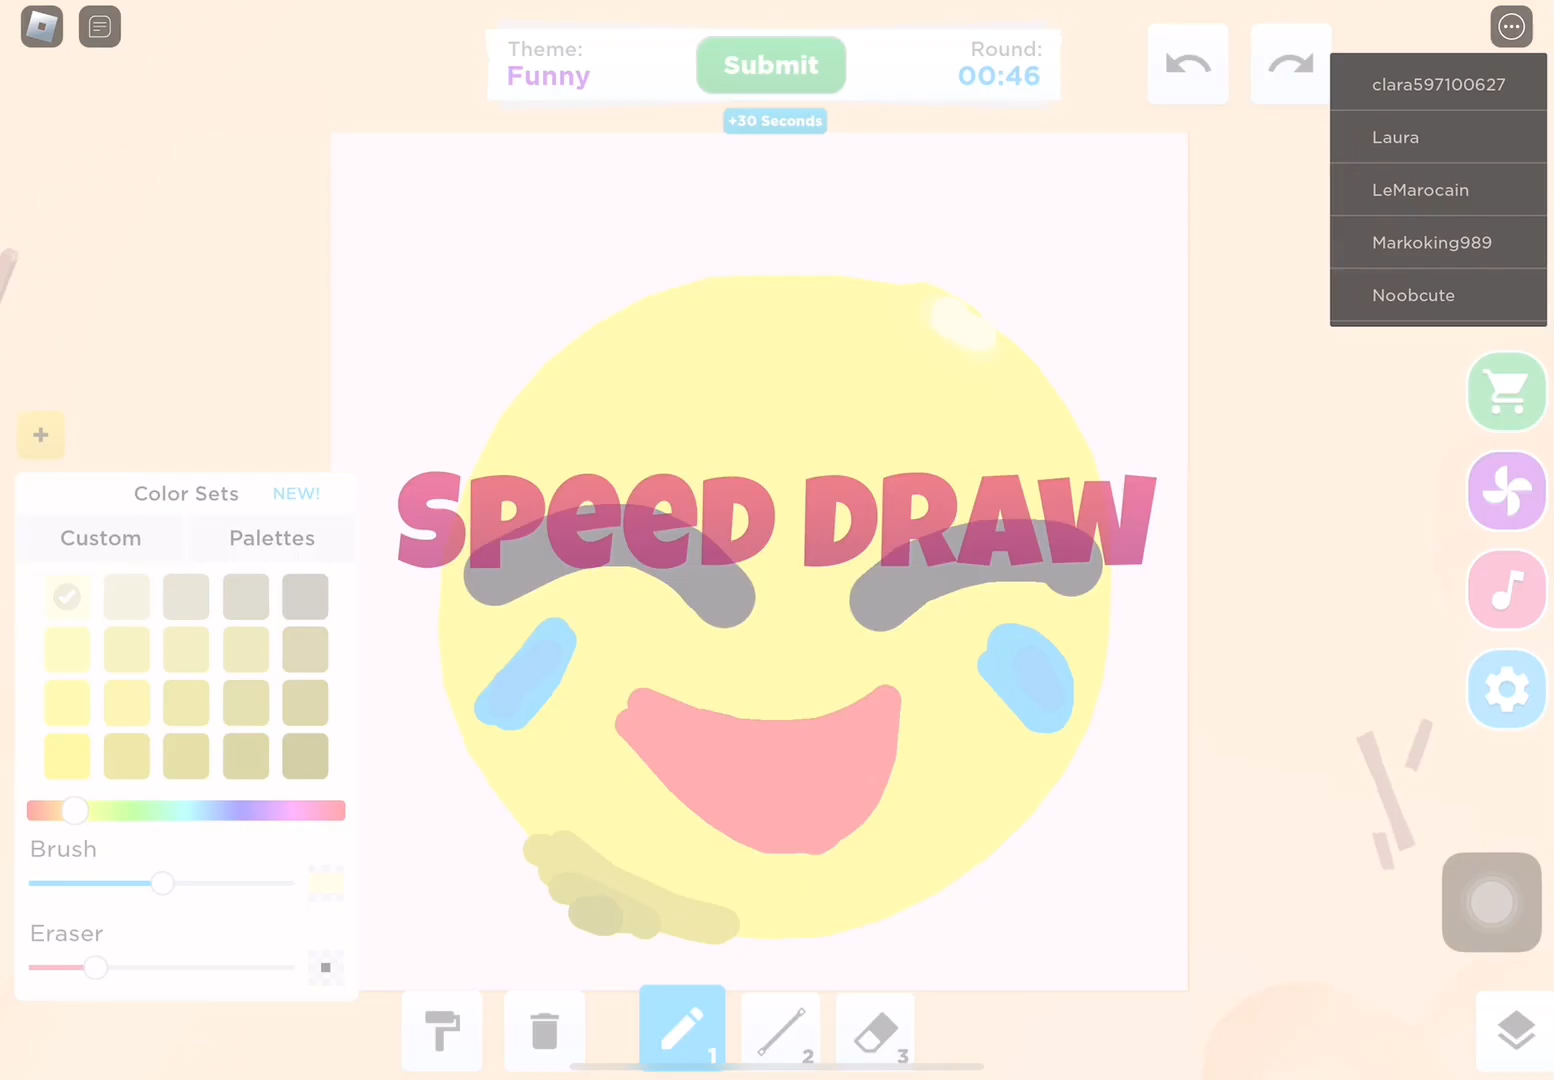 Theme:
Funny
Submit
Round:
00:46
+30 Seconds
clara597100627
Laura
LeMarocain
Markoking989
Noobcute
SPeeD DRAW
+
Color Sets
NEW!
Custom
Palettes
Brush
Eraser
1
2
3